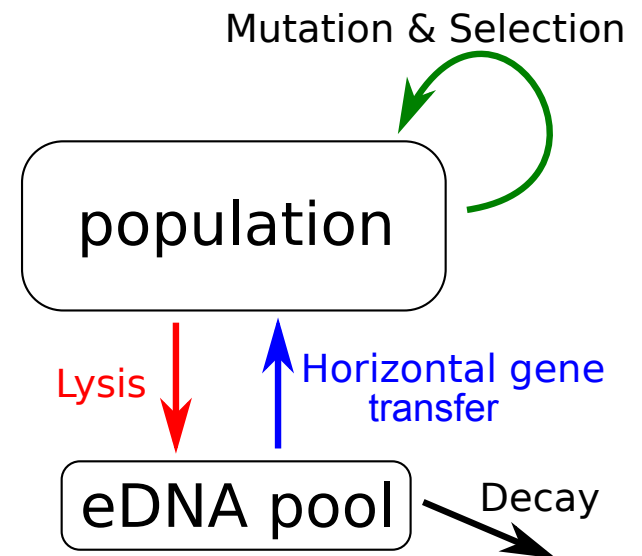 Mutation & Selection
population
Lysis
Horizontal gene
transfer
eDNA pool
Decay